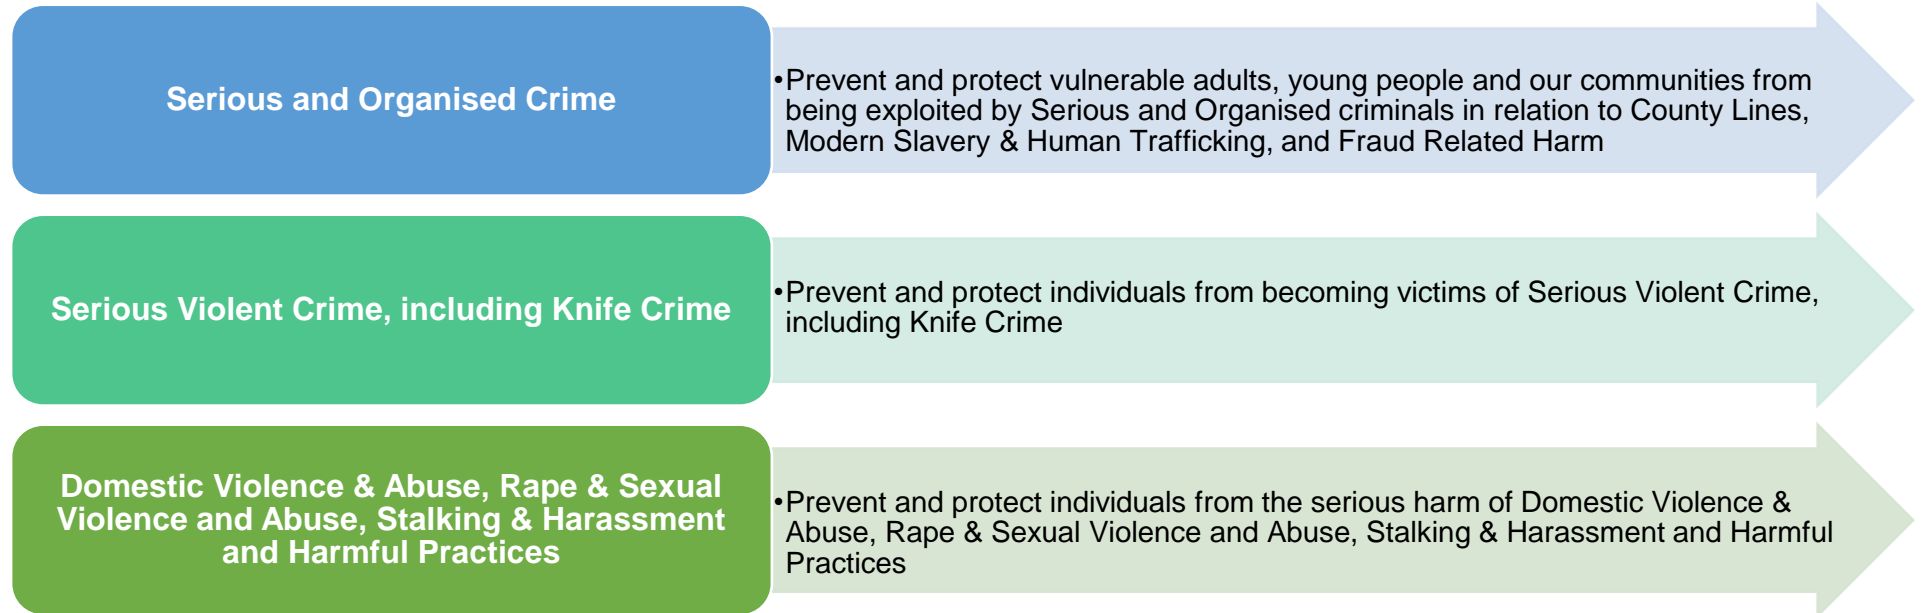 Serious and Organised Crime
•Prevent and protect vulnerable adults, young people and our communities from
being exploited by Serious and Organised criminals in relation to County Lines,
Modern Slavery & Human Trafficking, and Fraud Related Harm
Serious Violent Crime, including Knife Crime
•Prevent and protect individuals from becoming victims of Serious Violent Crime,
including Knife Crime
Domestic Violence & Abuse, Rape & Sexual
Violence and Abuse, Stalking & Harassment
and Harmful Practices
•Prevent and protect individuals from the serious harm of Domestic Violence &
Abuse, Rape & Sexual Violence and Abuse, Stalking & Harassment and Harmful
Practices